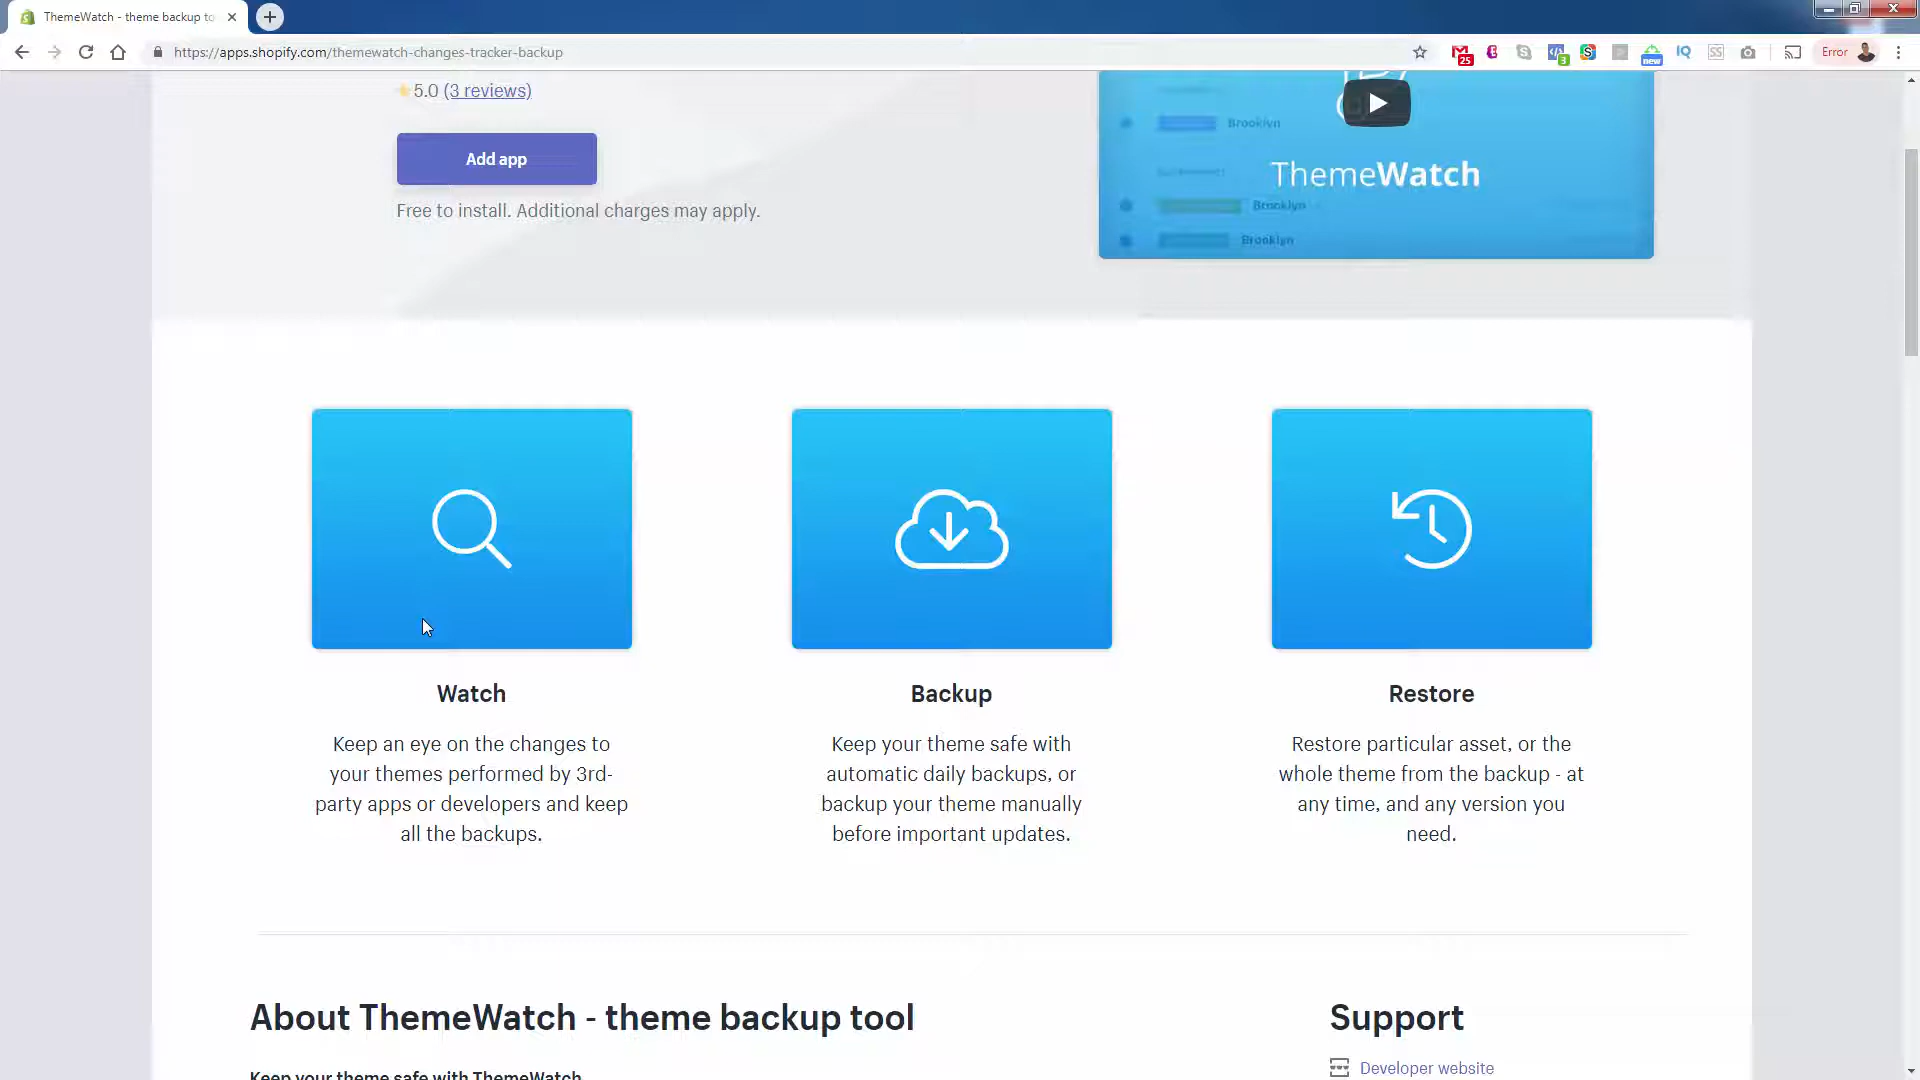 ThemeWatch - theme backup to
https://apps.shopify.com/themewatch-changes-tracker-backup
25
3
new
IQ
SS
Error
5.0 (3 reviews)
Add app
Free to install. Additional charges may apply.
Brooklyn
ThemeWatch
Brooklyn
Brooklyn
Watch
Keep an eye on the changes to
your themes performed by 3rd-
party apps or developers and keep
all the backups.
Backup
Keep your theme safe with
automatic daily backups, or
backup your theme manually
before important updates.
Restore
Restore particular asset, or the
whole theme from the backup - at
any time, and any version you
need.
About ThemeWatch - theme backup tool
Keep your theme safe with ThemeWatch
Support
Developer website